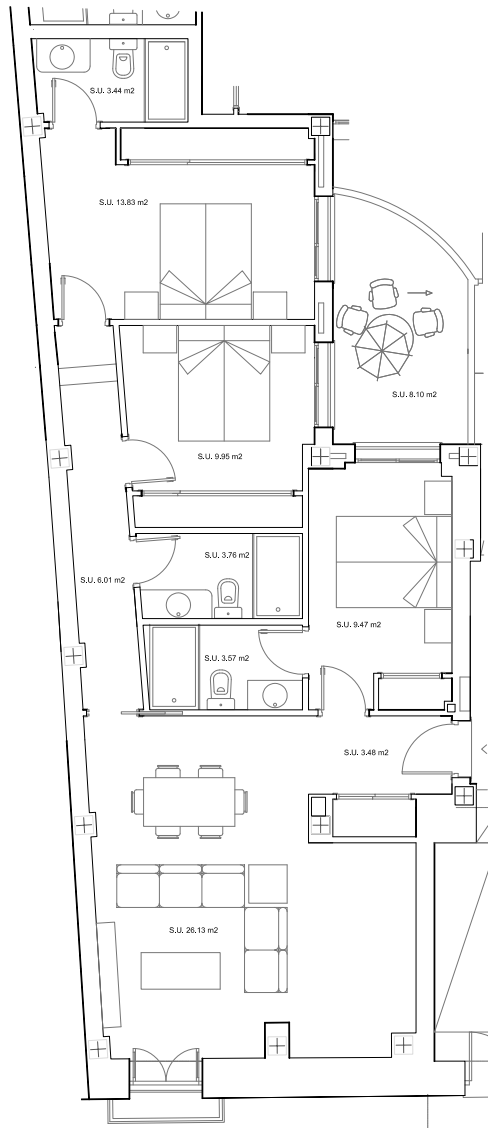 S.U. 3.44 m2
S.U. 13.83 m2
S.U. 8.10 m2
S.U. 9.95 m2
S.U. 3.76 m2
S.U. 6.01 m2
S.U. 9.47 m2
S.U. 3.57 m2
S.U. 3.48 m2
S.U. 26.13 m2